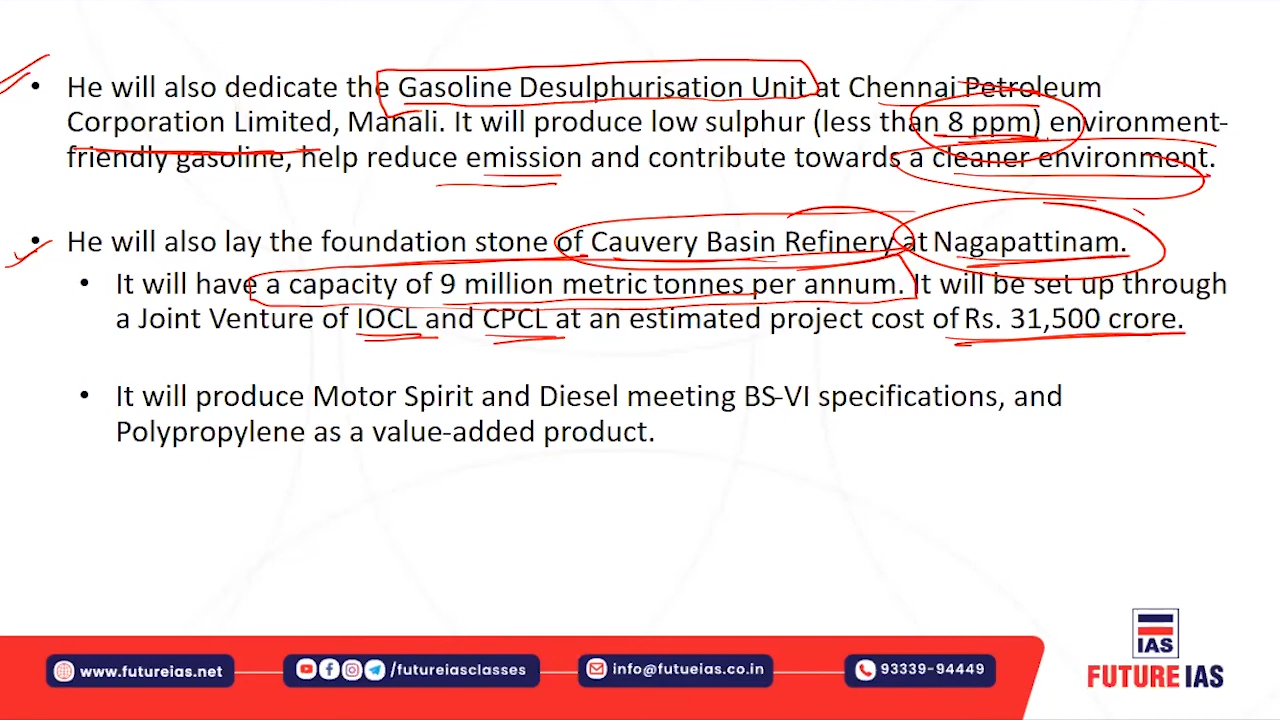 • He will also dedicate the Gasoline Desulphurisation Unit at Chennai Petroleum
Corporation Limited, Manali. It will produce low sulphur (less than 8 ppm) environment-
friendly gasoline, help reduce emission and contribute towards a cleaner environment.
• He will also lay the foundation stone of Cauvery Basin Refinery at Nagapattinam.
• It will have a capacity of 9 million metric tonnes per annum. It will be set up through
a Joint Venture of IOCL and CPCL at an estimated project cost of Rs. 31,500 crore.
• It will produce Motor Spirit and Diesel meeting BS-VI specifications, and
Polypropylene as a value-added product.
IAS
FUTURE IAS
www.futureias.net
/futureiasclasses
info@futueias.co.in
93339-94449